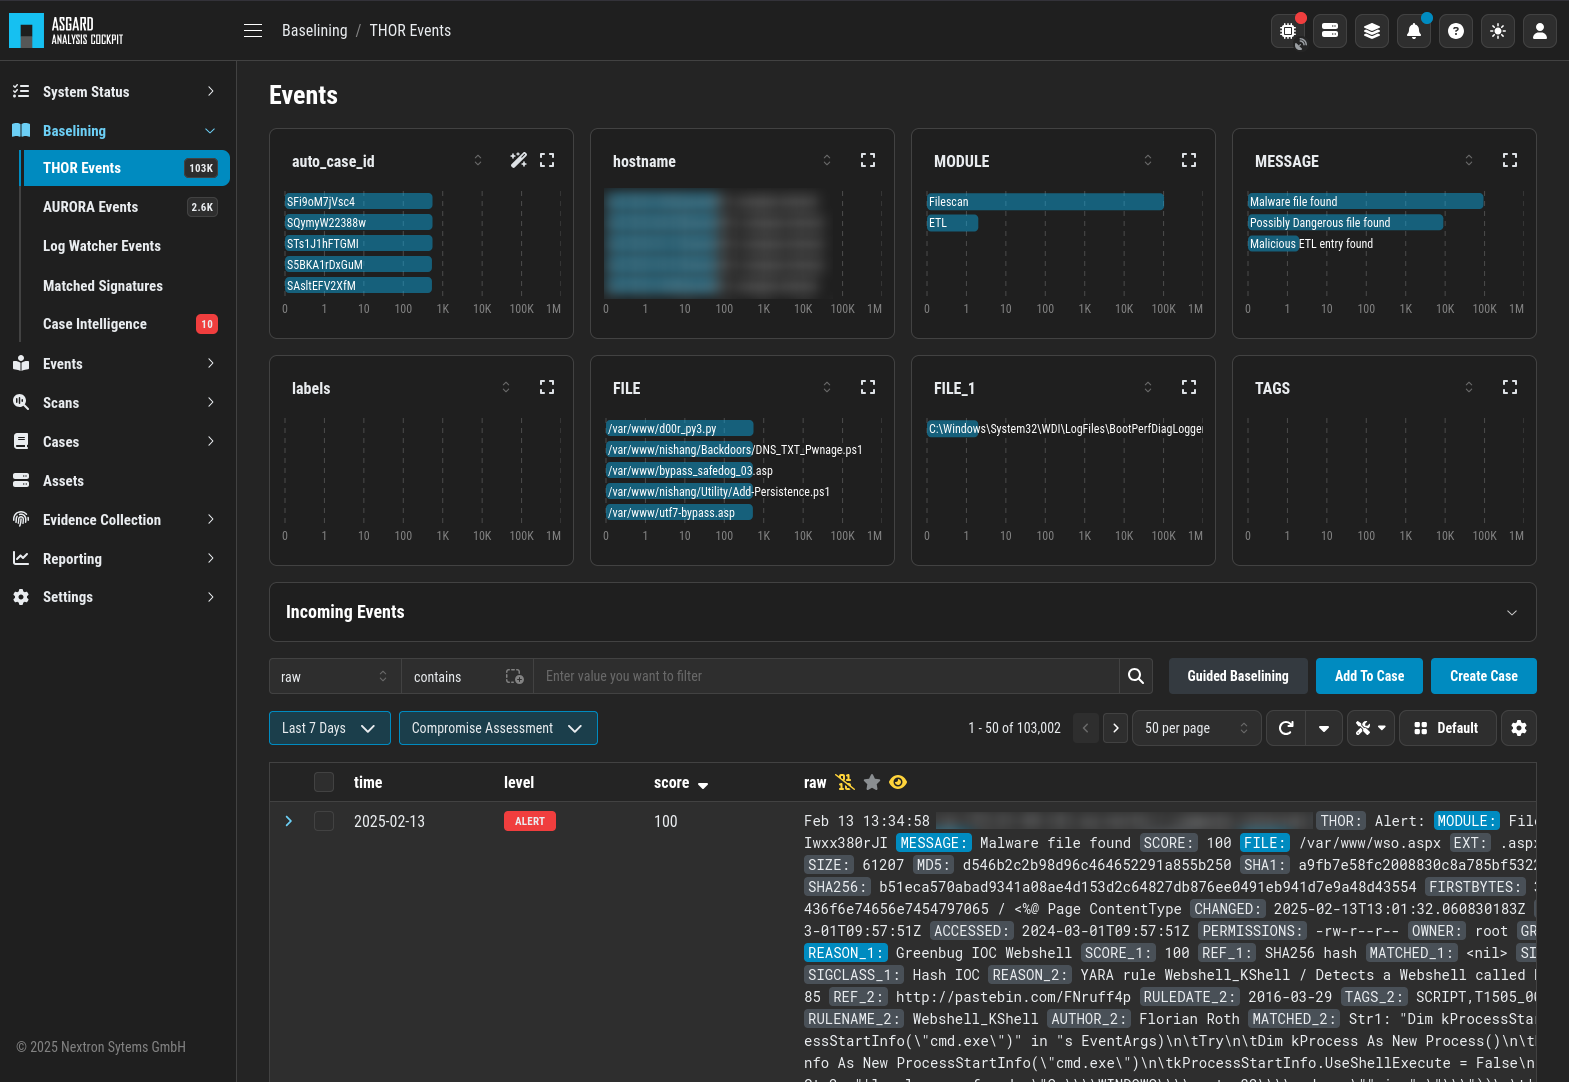 ASGARD
ANALYSIS COCKPIT
Baselining / THOR Events
System Status
Baselining
THOR Events 103K
AURORA Events 2.6K
Log Watcher Events
Matched Signatures
Case Intelligence 10
Events
Scans
Cases
Assets
Evidence Collection
Reporting
Settings
© 2025 Nextron Sytems GmbH
Events
auto_case_id
SFi9oM7jVsc4
SQymyW22388w
STs1J1hFTGMI
S5BKA1rDxGuM
SAsltEFV2XfM
0 1 10 100 1K 10K 100K 1M
hostname
0 1 10 100 1K 10K 100K 1M
MODULE
Filescan
ETL
0 1 10 100 1K 10K 100K 1M
MESSAGE
Malware file found
Possibly Dangerous file found
Malicious ETL entry found
0 1 10 100 1K 10K 100K 1M
labels
0 1 10 100 1K 10K 100K 1M
FILE
/var/www/d00r_py3.py
/var/www/nishang/Backdoors/DNS_TXT_Pwnage.ps1
/var/www/bypass_safedog_03.asp
/var/www/nishang/Utility/Add-Persistence.ps1
/var/www/utf7-bypass.asp
0 1 10 100 1K 10K 100K 1M
FILE_1
C:\Windows\System32\WDI\LogFiles\BootPerfDiagLogger
0 1 10 100 1K 10K 100K 1M
TAGS
0 1 10 100 1K 10K 100K 1M
Incoming Events
raw contains Enter value you want to filter Guided Baselining Add To Case Create Case
Last 7 Days Compromise Assessment 1 - 50 of 103,002 50 per page Default
time level score raw
2025-02-13 ALERT 100
Feb 13 13:34:58 THOR: Alert: MODULE: File
Iwxx380rJI MESSAGE: Malware file found SCORE: 100 FILE: /var/www/wso.aspx EXT: .asp
SIZE: 61207 MD5: d546b2c2b98d96c464652291a855b250 SHA1: a9fb7e58fc2008830c8a785bf532
SHA256: b51eca570abad9341a08ae4d153d2c64827db876ee0491eb941d7e9a48d43554 FIRSTBYTES: 3
436f6e74656e7454797065 / <%@ Page ContentType CHANGED: 2025-02-13T13:01:32.060830183Z
3-01T09:57:51Z ACCESSED: 2024-03-01T09:57:51Z PERMISSIONS: -rw-r--r-- OWNER: root GR
REASON_1: Greenbug IOC Webshell SCORE_1: 100 REF_1: SHA256 hash MATCHED_1: <nil> SI
SIGCLASS_1: Hash IOC REASON_2: YARA rule Webshell_KShell / Detects a Webshell called
85 REF_2: http://pastebin.com/FNruff4p RULEDATE_2: 2016-03-29 TAGS_2: SCRIPT,T1505_00
RULENAME_2: Webshell_KShell AUTHOR_2: Florian Roth MATCHED_2: Str1: "Dim kProcessStar
essStartInfo(\"cmd.exe\")" in "s EventArgs)\n\tTry\n\tDim kProcess As New Process()\n\t
nfo As New ProcessStartInfo(\"cmd.exe\")\n\tkProcessStartInfo.UseShellExecute = False\n